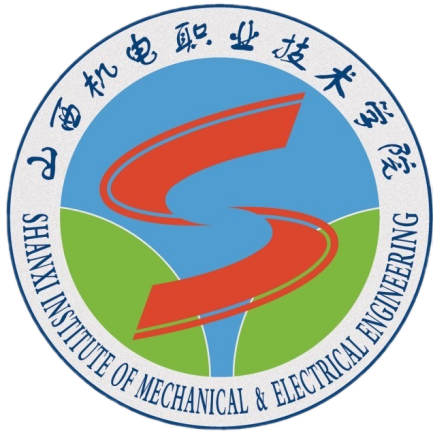 山西机电职业技术学院
SHANXI INSTITUTE OF MECHANICAL & ELECTRICAL ENGINEERING